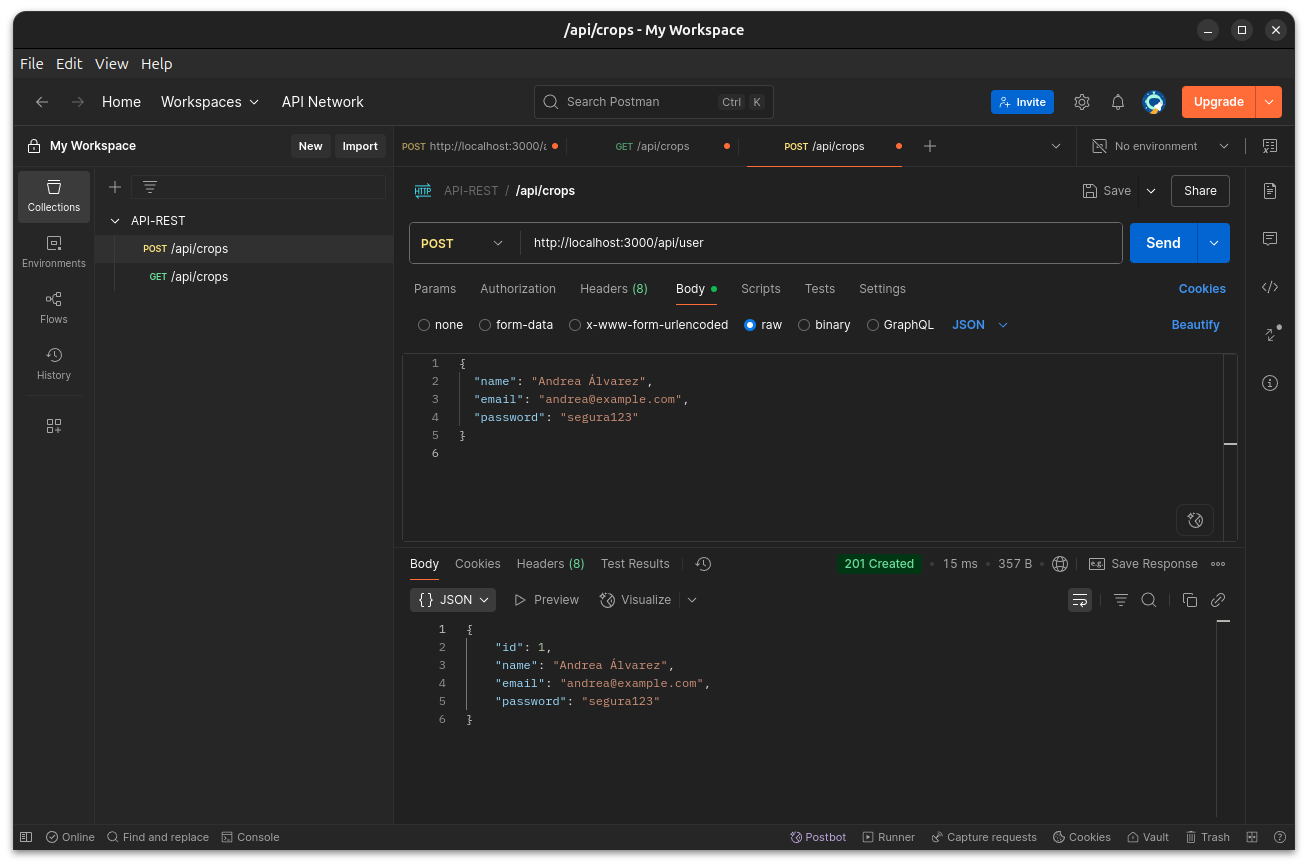 /api/crops - My Workspace
File Edit View Help
Home Workspaces API Network Search Postman Ctrl K Invite Upgrade
My Workspace New Import POST http://localhost:3000/a GET /api/crops POST /api/crops No environment
Collections
Environments
Flows
History
API-REST
POST /api/crops
GET /api/crops
HTTP API-REST / /api/crops Save Share
POST http://localhost:3000/api/user Send
Params Authorization Headers (8) Body Scripts Tests Settings Cookies
none form-data x-www-form-urlencoded raw binary GraphQL JSON Beautify
1 {
2 "name": "Andrea Álvarez",
3 "email": "andrea@example.com",
4 "password": "segura123"
5 }
6
Body Cookies Headers (8) Test Results 201 Created • 15 ms • 357 B • e.g. Save Response
{} JSON Preview Visualize
1 {
2 "id": 1,
3 "name": "Andrea Álvarez",
4 "email": "andrea@example.com",
5 "password": "segura123"
6 }
Online Find and replace Console Postbot Runner Capture requests Cookies Vault Trash